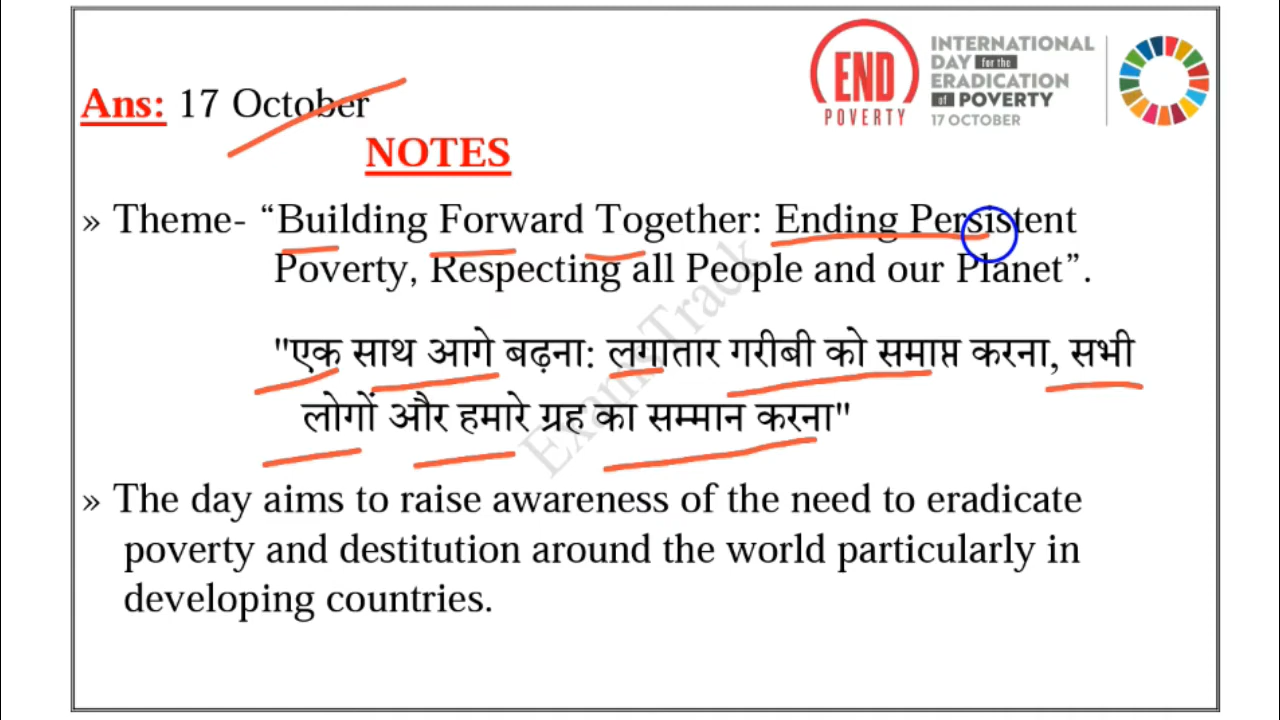 END
POVERTY
INTERNATIONAL
DAY for the
ERADICATION
of POVERTY
17 OCTOBER
Ans: 17 October
NOTES
» Theme- “Building Forward Together: Ending Persistent
Poverty, Respecting all People and our Planet”.
"एक साथ आगे बढ़ना: लगातार गरीबी को समाप्त करना, सभी
लोगों और हमारे ग्रह का सम्मान करना"
» The day aims to raise awareness of the need to eradicate
poverty and destitution around the world particularly in
developing countries.
Exams Track